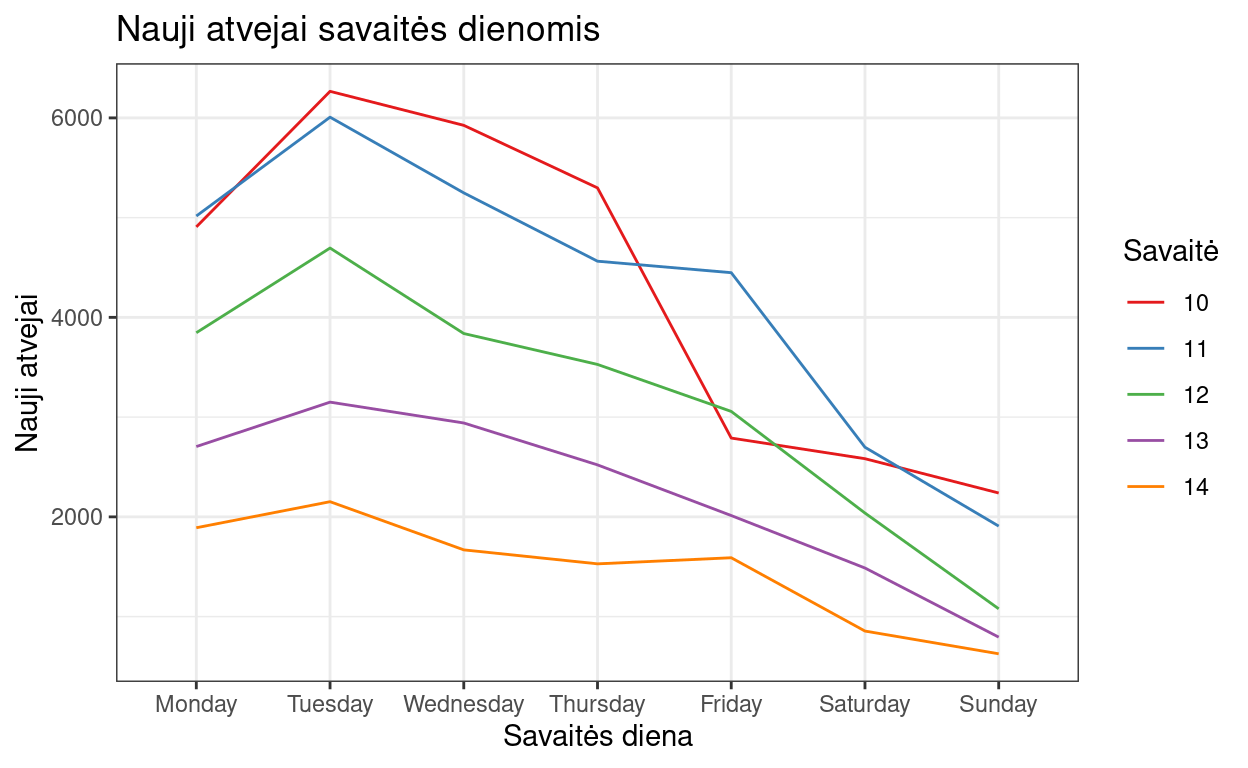 Nauji atvejai savaitės dienomis
Nauji atvejai
6000
4000
2000
Monday Tuesday Wednesday Thursday Friday Saturday Sunday
Savaitės diena
Savaitė
10
11
12
13
14